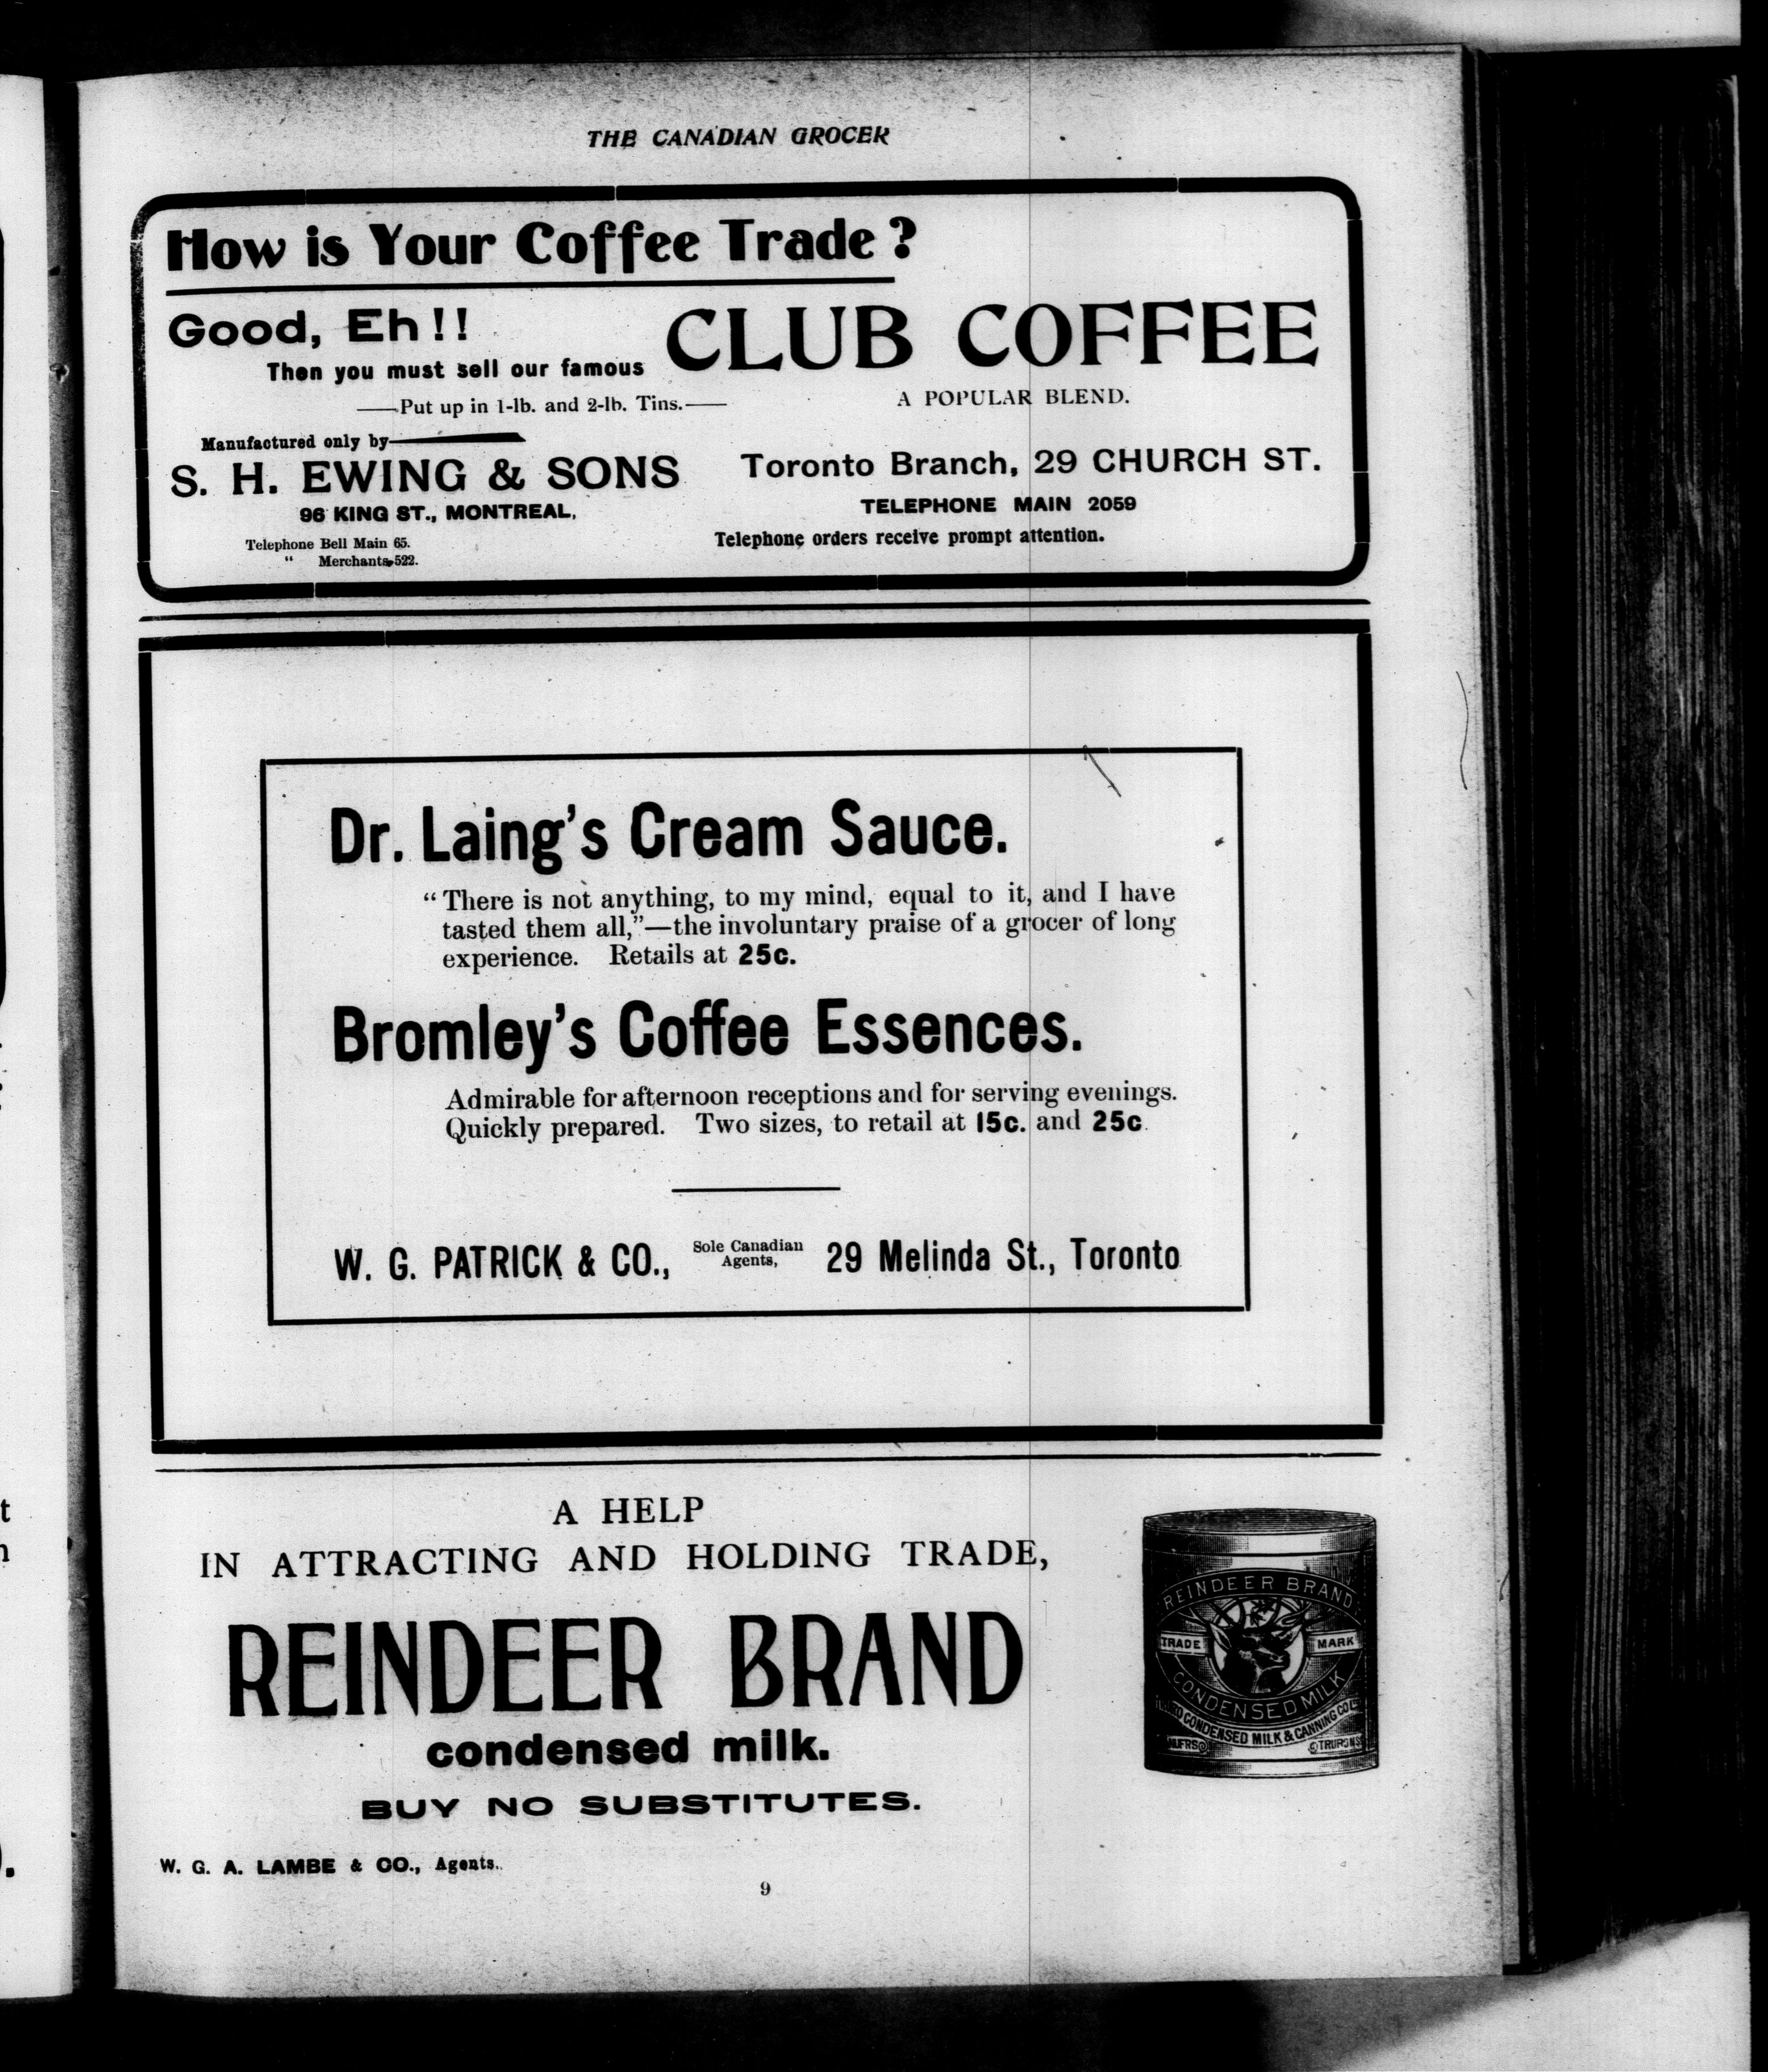 THE CANADIAN GROCER
How is Your Coffee Trade?
Good, Eh!!
Then you must sell our famous
CLUB COFFEE
—Put up in 1-lb. and 2-lb. Tins.—
A POPULAR BLEND.
Manufactured only by
S. H. EWING & SONS
96 KING ST., MONTREAL,
Telephone Bell Main 65.
" Merchants 522.
Toronto Branch, 29 CHURCH ST.
TELEPHONE MAIN 2059
Telephone orders receive prompt attention.
Dr. Laing's Cream Sauce.
"There is not anything, to my mind, equal to it, and I have
tasted them all,"—the involuntary praise of a grocer of long
experience. Retails at 25c.
Bromley's Coffee Essences.
Admirable for afternoon receptions and for serving evenings.
Quickly prepared. Two sizes, to retail at 15c. and 25c.
W. G. PATRICK & CO., Sole Canadian Agents, 29 Melinda St., Toronto
A HELP
IN ATTRACTING AND HOLDING TRADE,
REINDEER BRAND
condensed milk.
BUY NO SUBSTITUTES.
W. G. A. LAMBE & CO., Agents.
REINDEER BRAND
TRADE MARK
CONDENSED MILK
CONDENSED MILK & CANNING CO
MUFRS TRURO NS
9